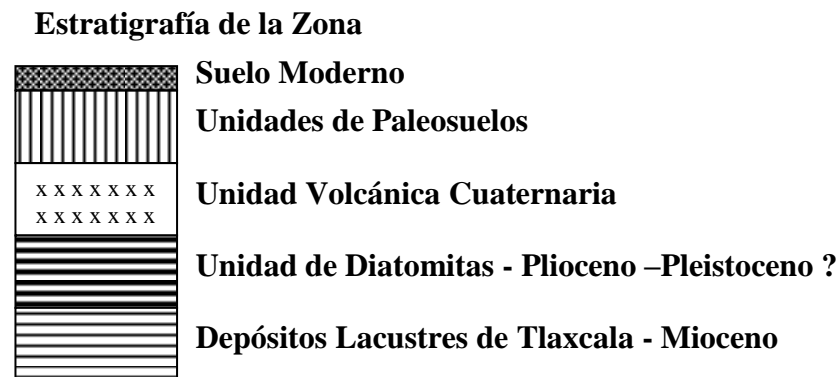 Estratigrafía de la Zona
Suelo Moderno
Unidades de Paleosuelos
x x x x x x x
x x x x x x x
Unidad Volcánica Cuaternaria
Unidad de Diatomitas - Plioceno –Pleistoceno ?
Depósitos Lacustres de Tlaxcala - Mioceno